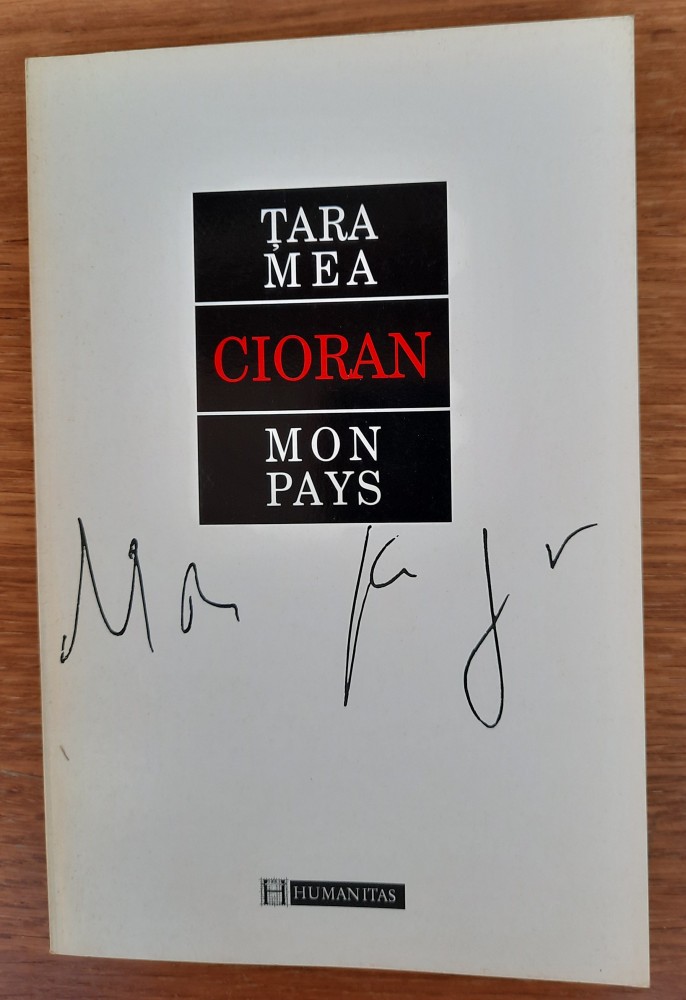 ȚARA
MEA
CIORAN
MON
PAYS
Mon pays
HUMANITAS